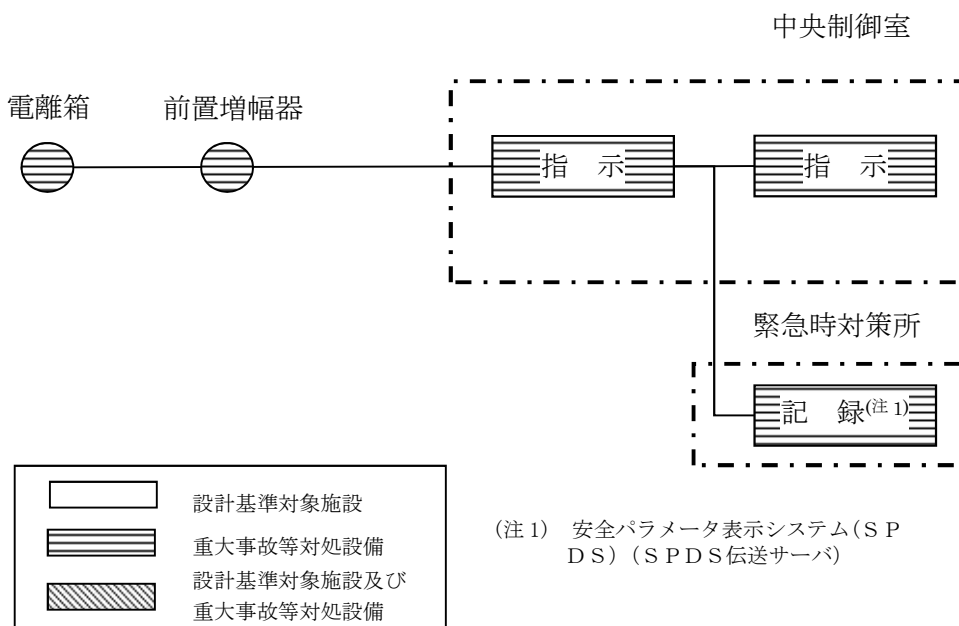 中央制御室
電離箱
前置増幅器
指　示
指　示
緊急時対策所
記　録(注1)
設計基準対象施設
重大事故等対処設備
設計基準対象施設及び
重大事故等対処設備
(注1)　安全パラメータ表示システム(ＳＰ
ＤＳ)(ＳＰＤＳ伝送サーバ)